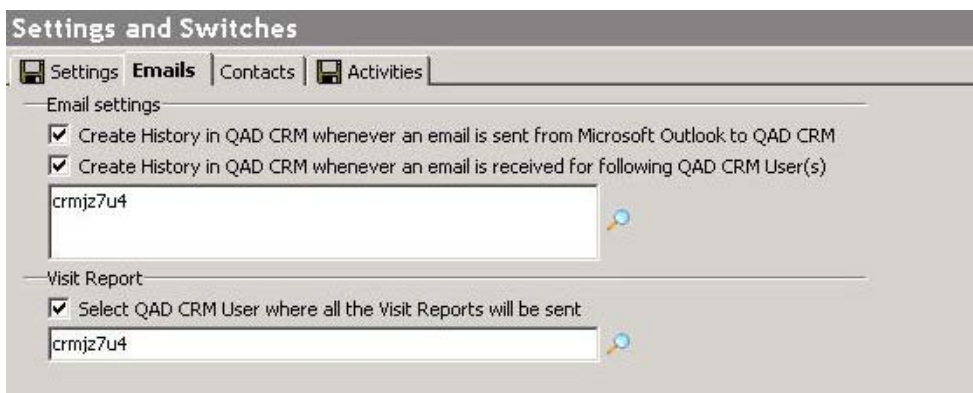 Settings and Switches
Settings Emails Contacts Activities
Email settings
Create History in QAD CRM whenever an email is sent from Microsoft Outlook to QAD CRM
Create History in QAD CRM whenever an email is received for following QAD CRM User(s)
crmjz7u4
Visit Report
Select QAD CRM User where all the Visit Reports will be sent
crmjz7u4